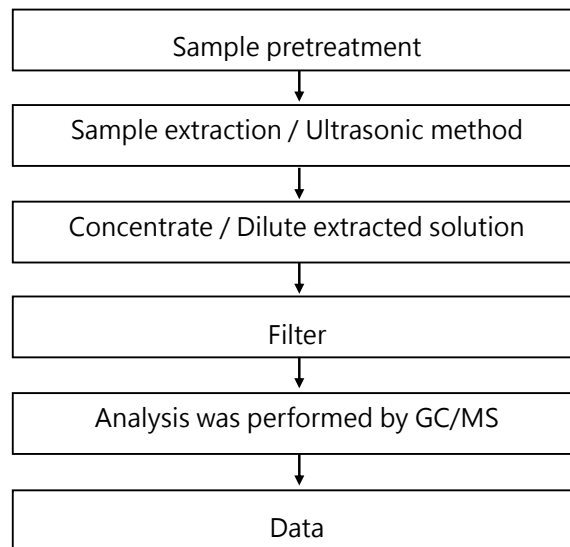 Sample pretreatment
Sample extraction / Ultrasonic method
Concentrate / Dilute extracted solution
Filter
Analysis was performed by GC/MS
Data